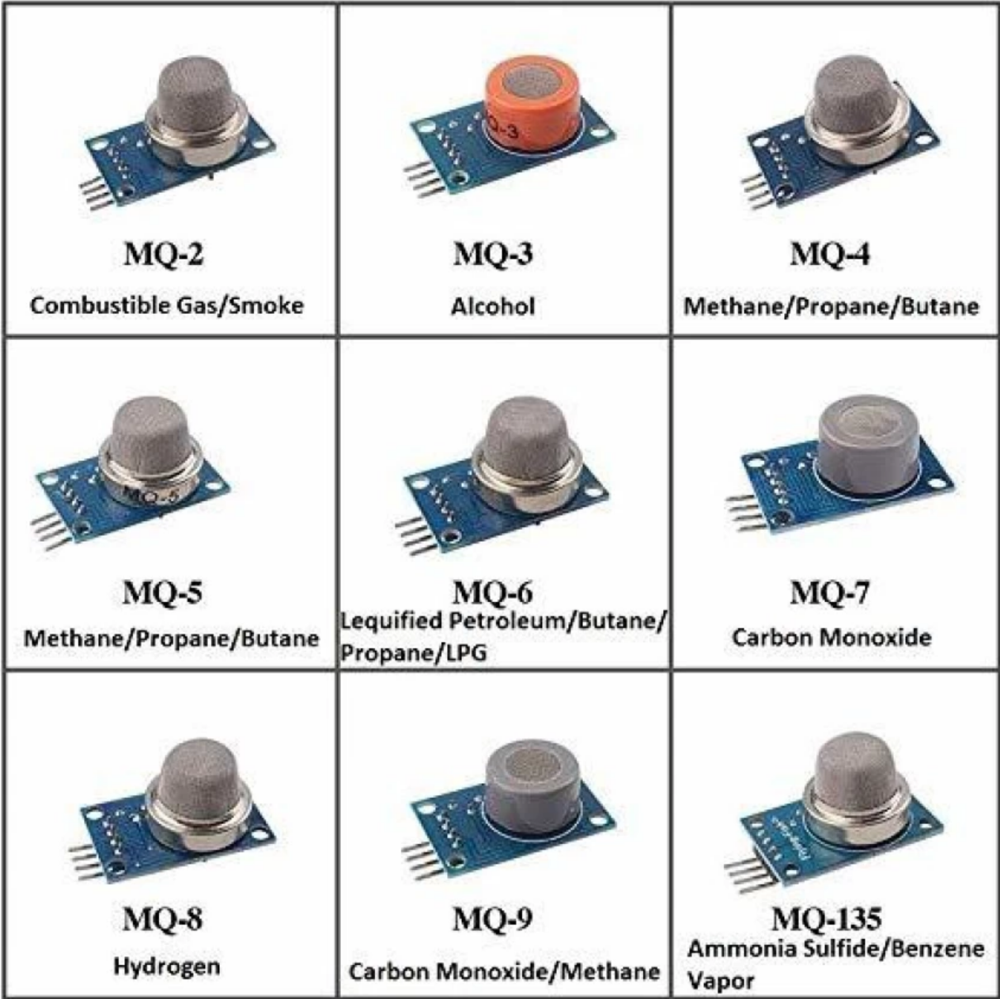 MQ-3
MQ-2
MQ-3
MQ-4
Combustible Gas/Smoke
Alcohol
Methane/Propane/Butane
MQ-5
MQ-5
MQ-6
MQ-7
Methane/Propane/Butane
Lequified Petroleum/Butane/
Propane/LPG
Carbon Monoxide
MQ-8
MQ-9
MQ-135
Hydrogen
Carbon Monoxide/Methane
Ammonia Sulfide/Benzene
Vapor